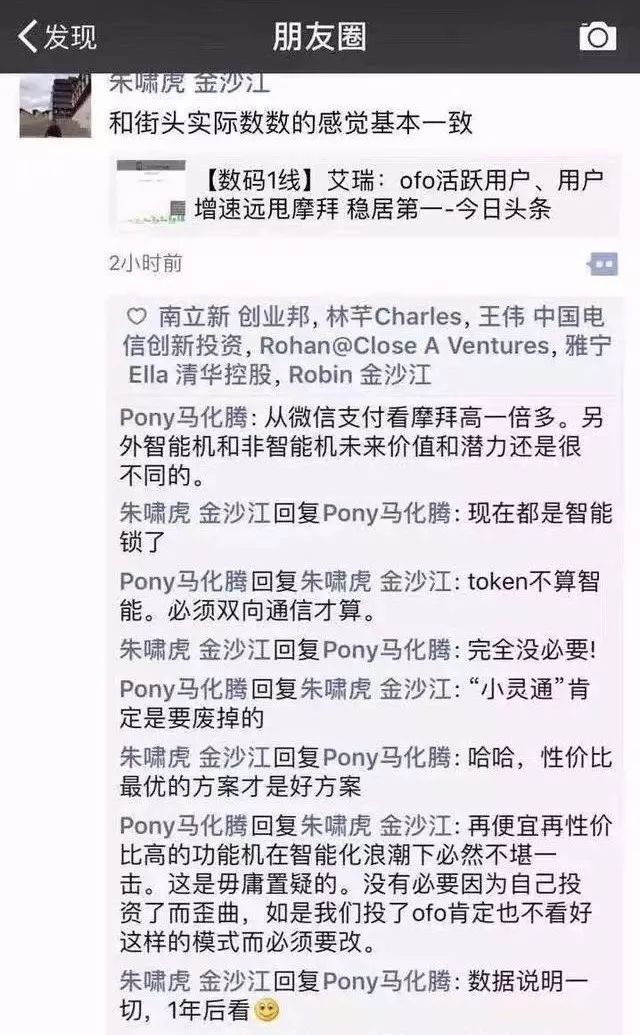 发现
朋友圈
朱啸虎 金沙江
和街头实际数数的感觉基本一致
【数码1线】艾瑞：ofo活跃用户、用户
增速远甩摩拜 稳居第一-今日头条
2小时前
南立新 创业邦, 林芊Charles, 王伟 中国电
信创新投资, Rohan@Close A Ventures, 雅宁
Ella 清华控股, Robin 金沙江
Pony马化腾: 从微信支付看摩拜高一倍多。另
外智能机和非智能机未来价值和潜力还是很
不同的。
朱啸虎 金沙江回复Pony马化腾: 现在都是智能
锁了
Pony马化腾回复朱啸虎 金沙江: token不算智
能。必须双向通信才算。
朱啸虎 金沙江回复Pony马化腾: 完全没必要!
Pony马化腾回复朱啸虎 金沙江: “小灵通”肯
定是要废掉的
朱啸虎 金沙江回复Pony马化腾: 哈哈，性价比
最优的方案才是好方案
Pony马化腾回复朱啸虎 金沙江: 再便宜再性价
比高的功能机在智能化浪潮下必然不堪一
击。这是毋庸置疑的。没有必要因为自己投
资了而歪曲，如是我们投了ofo肯定也不看好
这样的模式而必须要改。
朱啸虎 金沙江回复Pony马化腾: 数据说明一
切，1年后看